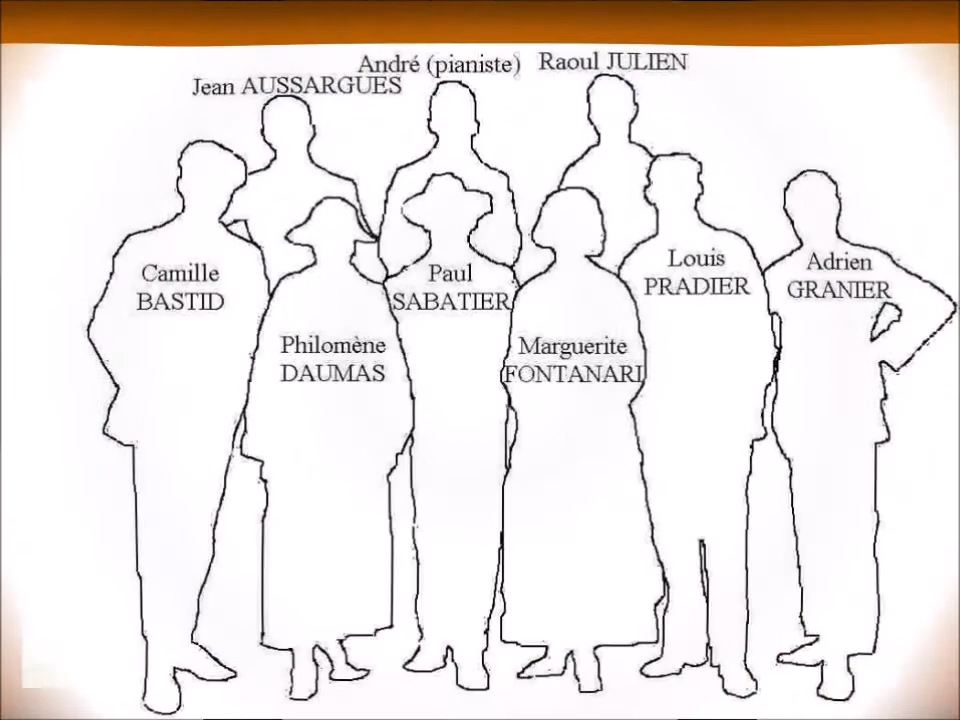 Jean AUSSARGUES
André (pianiste)
Raoul JULIEN
Camille
BASTID
Philomène
DAUMAS
Paul
SABATIER
Marguerite
FONTANARI
Louis
PRADIER
Adrien
GRANIER